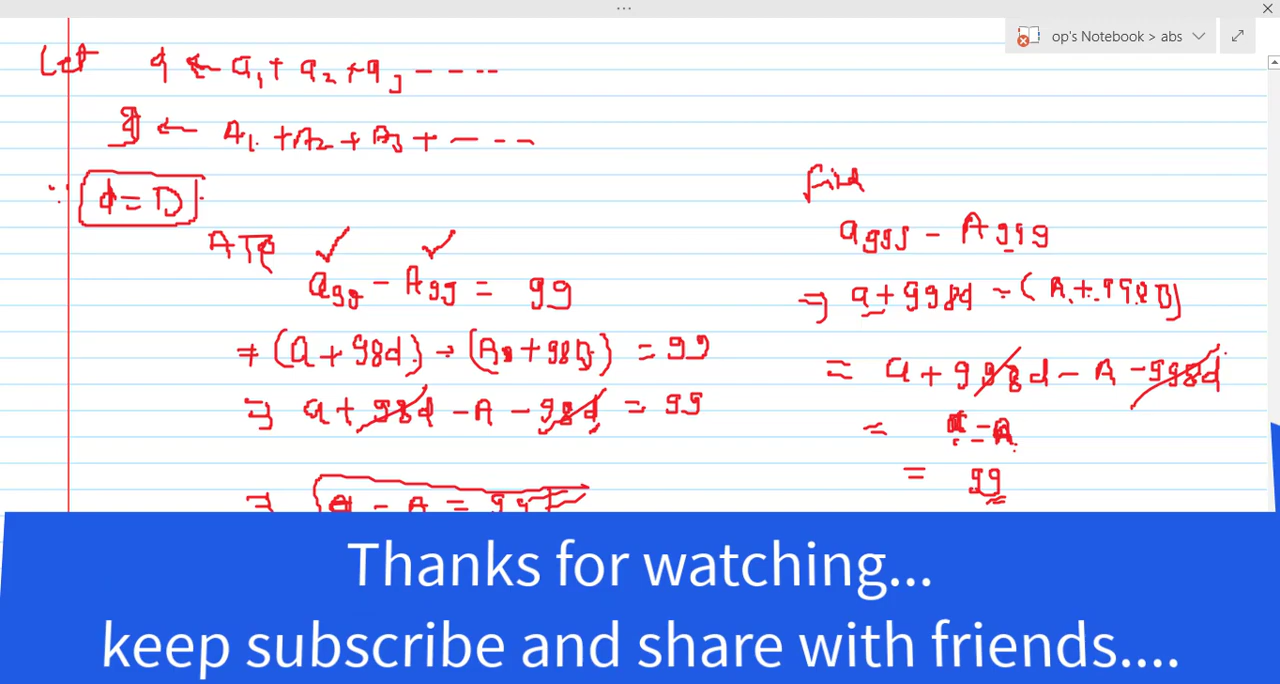 op's Notebook > abs
Let d ← a₁ + a₂ + a₃ ----
D ← A₁ + A₂ + A₃ + ----
∵ d = D
ATQ
a₉₉ - A₉₉ = 99
⇒ (a + 98d) - (A + 98D) = 99
⇒ a + 98d - A - 98d = 99
⇒ a - A = 99
find
a₉₉₉ - A₉₉₉
⇒ a + 998d - (A + 998D)
= a + 998d - A - 998d
= a - A
= 99
Thanks for watching...
keep subscribe and share with friends....